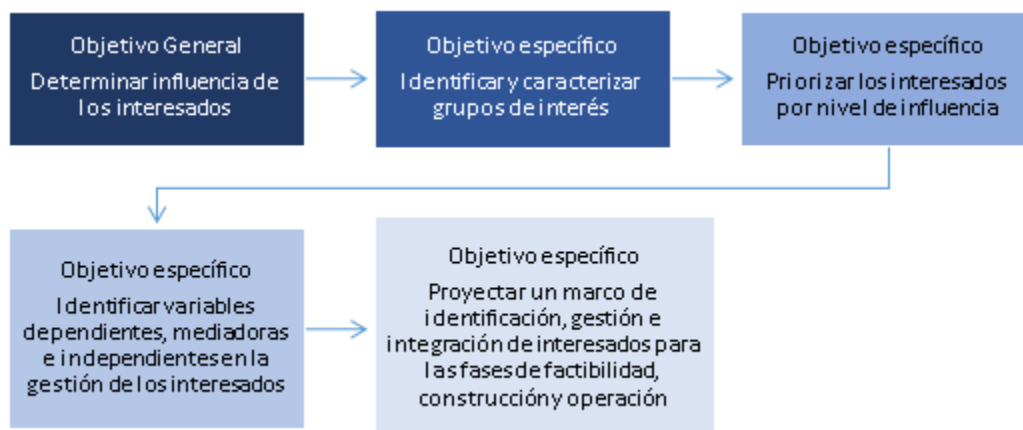 Objetivo General
Determinar influencia de
los interesados
Objetivo específico
Identificar y caracterizar
grupos de interés
Objetivo específico
Priorizar los interesados
por nivel de influencia
Objetivo específico
Identificar variables
dependientes, mediadoras
e independientes en la
gestión de los interesados
Objetivo específico
Proyectar un marco de
identificación, gestión e
integración de interesados para
las fases de factibilidad,
construcción y operación